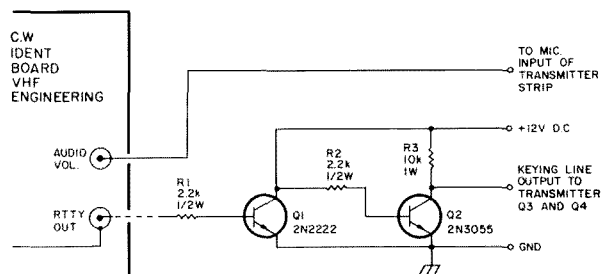 C.W
IDENT
BOARD
VHF
ENGINEERING
AUDIO
VOL.
RTTY
OUT
R1
2.2k
1/2W
Q1
2N2222
R2
2.2k
1/2W
R3
10k
1W
Q2
2N3055
TO MIC.
INPUT OF
TRANSMITTER
STRIP
+12V D.C
KEYING LINE
OUTPUT TO
TRANSMITTER
Q3 AND Q4
GND